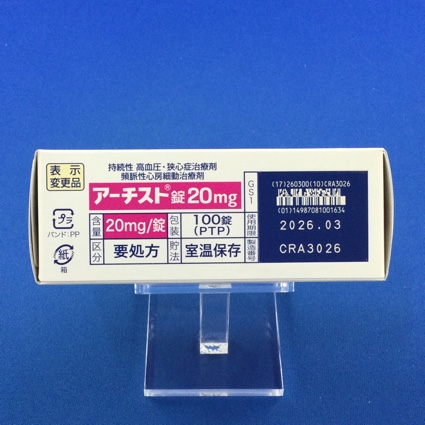 表示
変更品
持続性 高血圧・狭心症治療剤
頻脈性心房細動治療剤
アーチスト®錠20mg
含量 20mg/錠 包装 100錠
(PTP)
区分 要処方 貯法 室温保存
プラ
バンド:PP
紙
箱
GS1
(17)260300(10)CRA3026
(01)14987081001634
使用期限 2026.03
製造番号 CRA3026